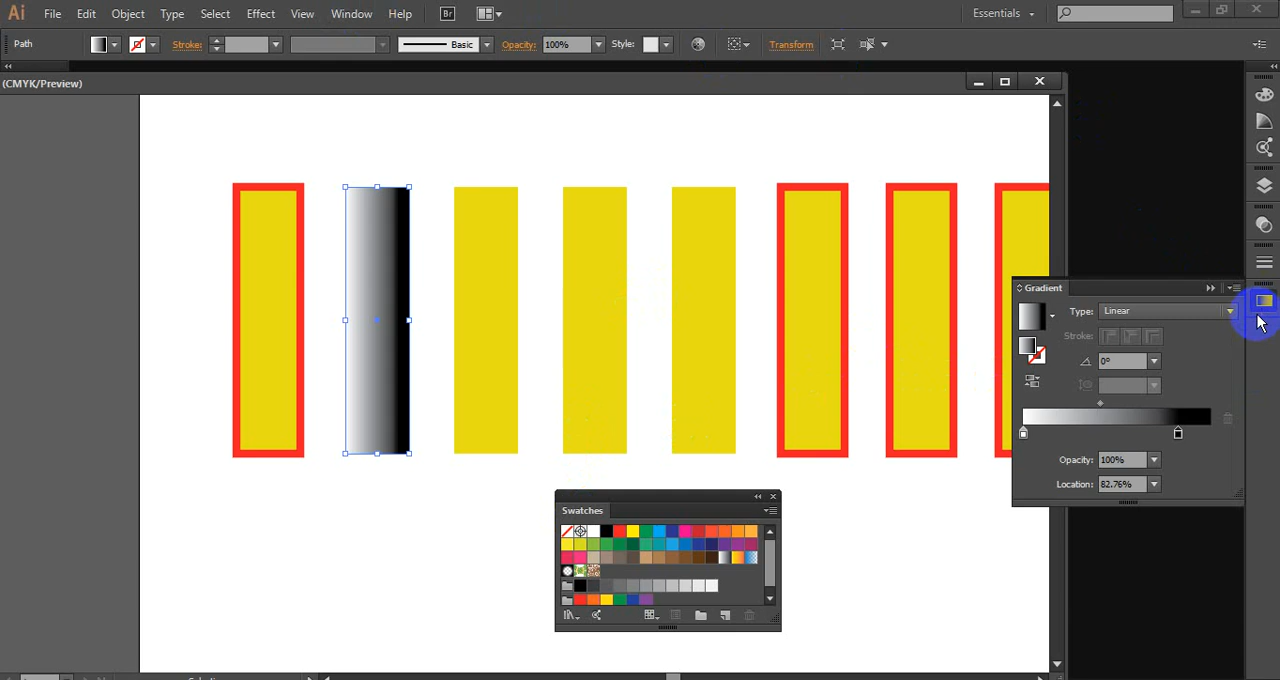 Ai File Edit Object Type Select Effect View Window Help Br Essentials
Path Stroke: Basic Opacity: 100% Style: Transform
(CMYK/Preview)
Gradient
Type: Linear
Stroke:
0°
Opacity: 100%
Location: 82.76%
Swatches